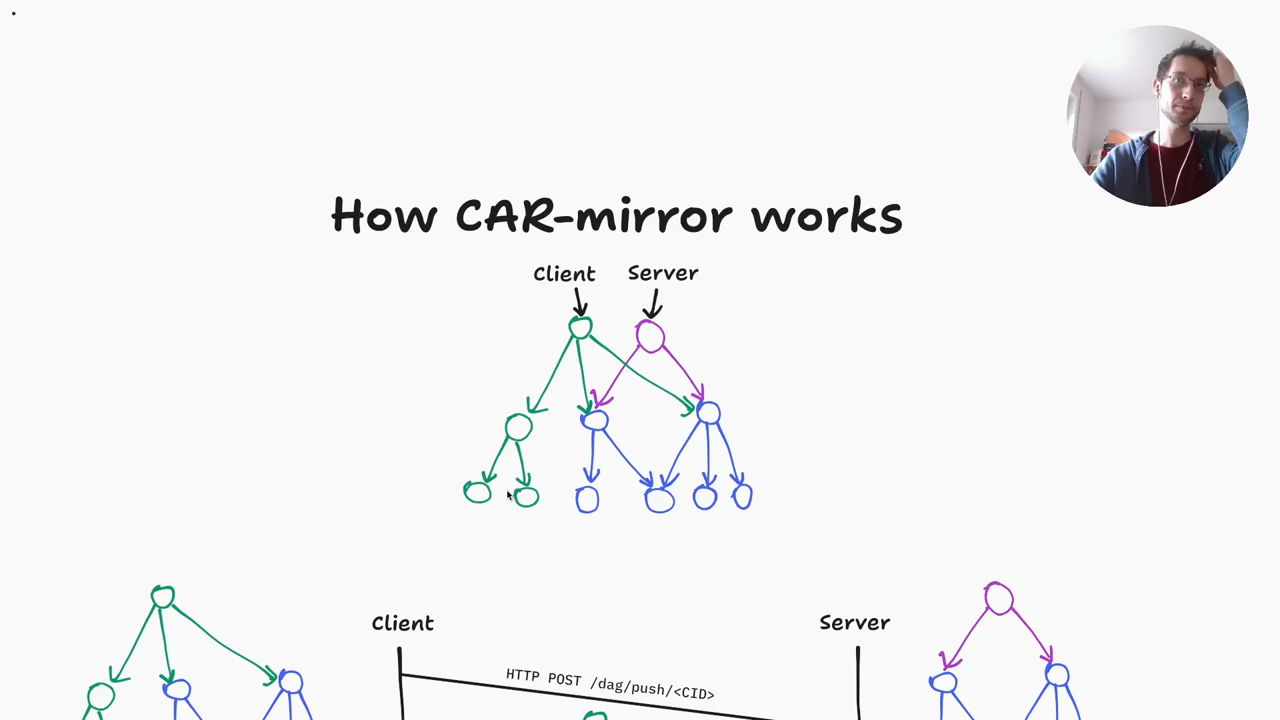 How CAR-mirror works
Client Server
Client
Server
HTTP POST /dag/push/<CID>